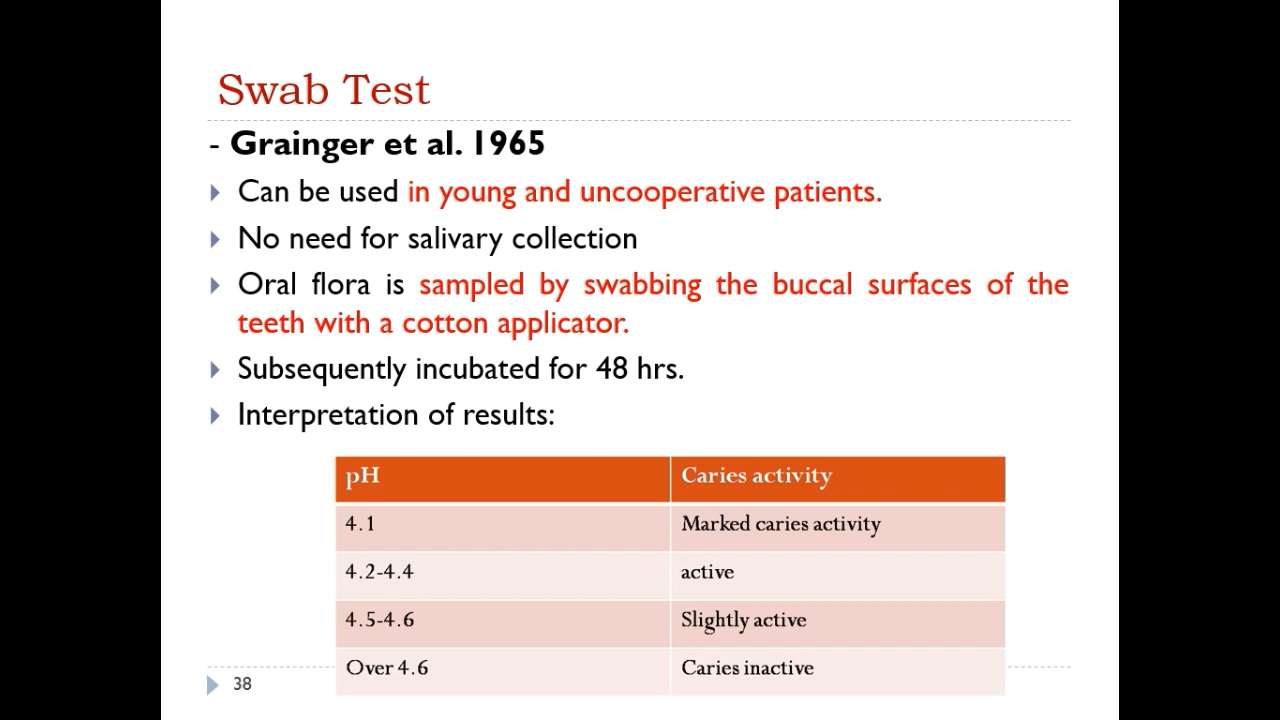 Swab Test
- Grainger et al. 1965
Can be used in young and uncooperative patients.
No need for salivary collection
Oral flora is sampled by swabbing the buccal surfaces of the
teeth with a cotton applicator.
Subsequently incubated for 48 hrs.
Interpretation of results:
pH Caries activity
4.1 Marked caries activity
4.2-4.4 active
4.5-4.6 Slightly active
Over 4.6 Caries inactive
38